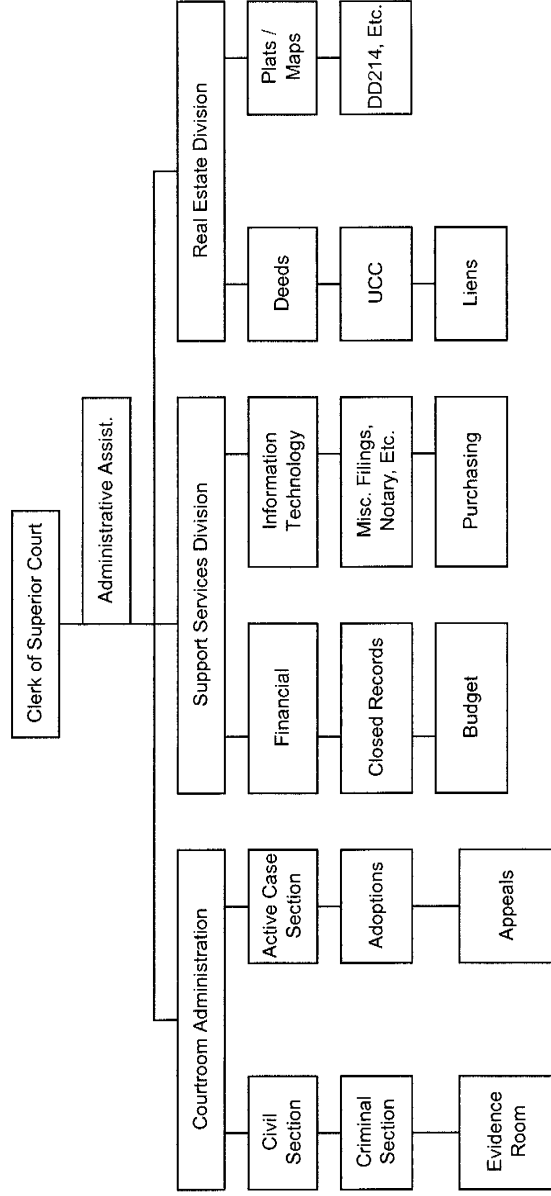 Clerk of Superior Court
Administrative Assist.
Courtroom Administration
Support Services Division
Real Estate Division
Civil
Section
Active Case
Section
Financial
Information
Technology
Deeds
Plats /
Maps
Criminal
Section
Adoptions
Closed Records
Misc. Filings,
Notary, Etc.
UCC
DD214, Etc.
Evidence
Room
Appeals
Budget
Purchasing
Liens